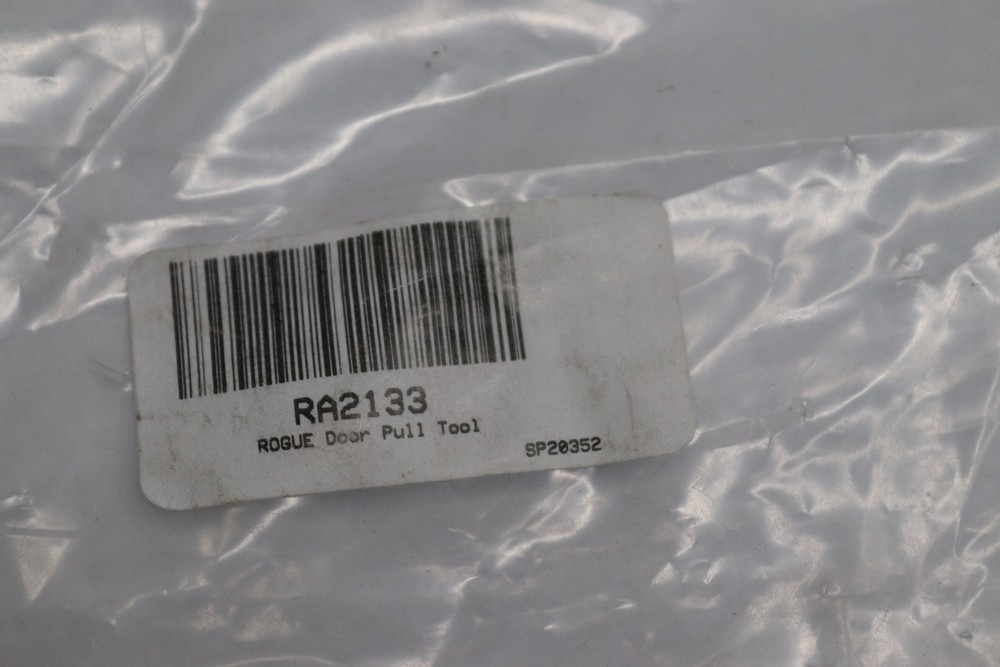 RA2133
ROGUE Door Pull Tool
SP20352